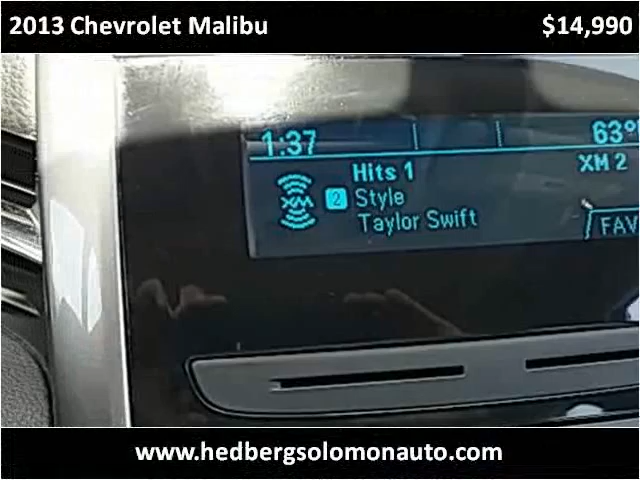 2013 Chevrolet Malibu $14,990
1:37 63°F
Hits 1 XM 2
XM 2 Style
Taylor Swift FAV
www.hedbergsolomonauto.com